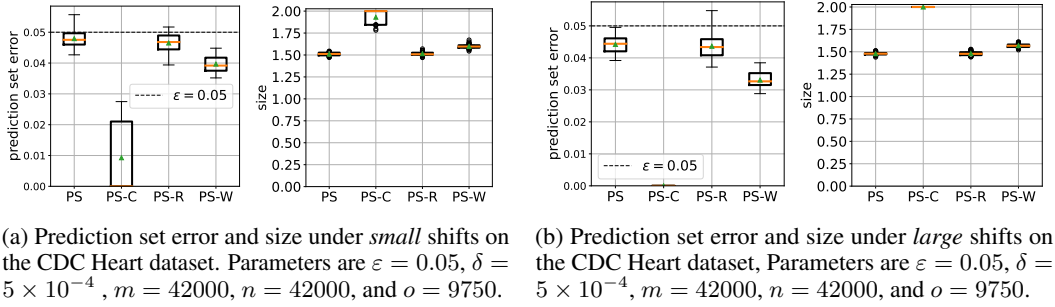 prediction set error
0.05
0.04
0.03
0.02
0.01
0.00
ε = 0.05
PS PS-C PS-R PS-W
size
2.00
1.75
1.50
1.25
1.00
0.75
0.50
0.25
0.00
PS PS-C PS-R PS-W
prediction set error
0.05
0.04
0.03
0.02
0.01
0.00
ε = 0.05
PS PS-C PS-R PS-W
size
2.00
1.75
1.50
1.25
1.00
0.75
0.50
0.25
0.00
PS PS-C PS-R PS-W
(a) Prediction set error and size under small shifts on
the CDC Heart dataset. Parameters are ε = 0.05, δ =
5 × 10⁻⁴ , m = 42000, n = 42000, and o = 9750.
(b) Prediction set error and size under large shifts on
the CDC Heart dataset, Parameters are ε = 0.05, δ =
5 × 10⁻⁴, m = 42000, n = 42000, and o = 9750.